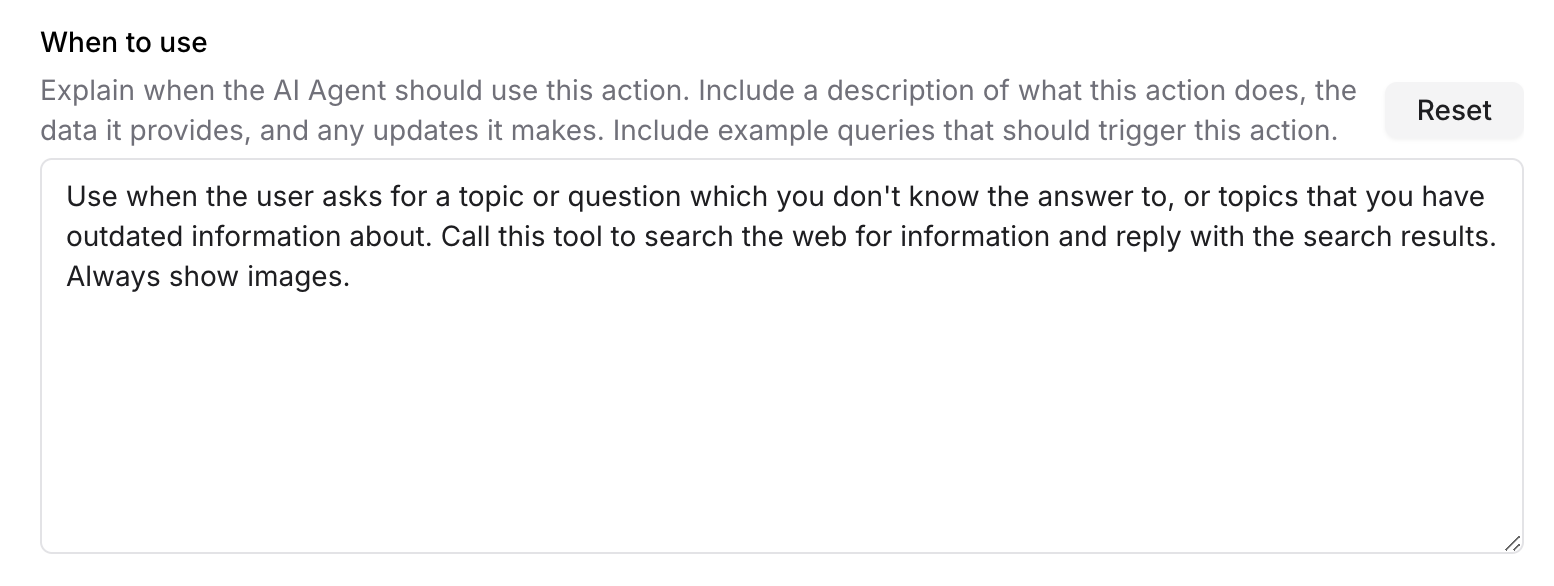 When to use
Explain when the AI Agent should use this action. Include a description of what this action does, the
data it provides, and any updates it makes. Include example queries that should trigger this action.
Reset
Use when the user asks for a topic or question which you don't know the answer to, or topics that you have
outdated information about. Call this tool to search the web for information and reply with the search results.
Always show images.